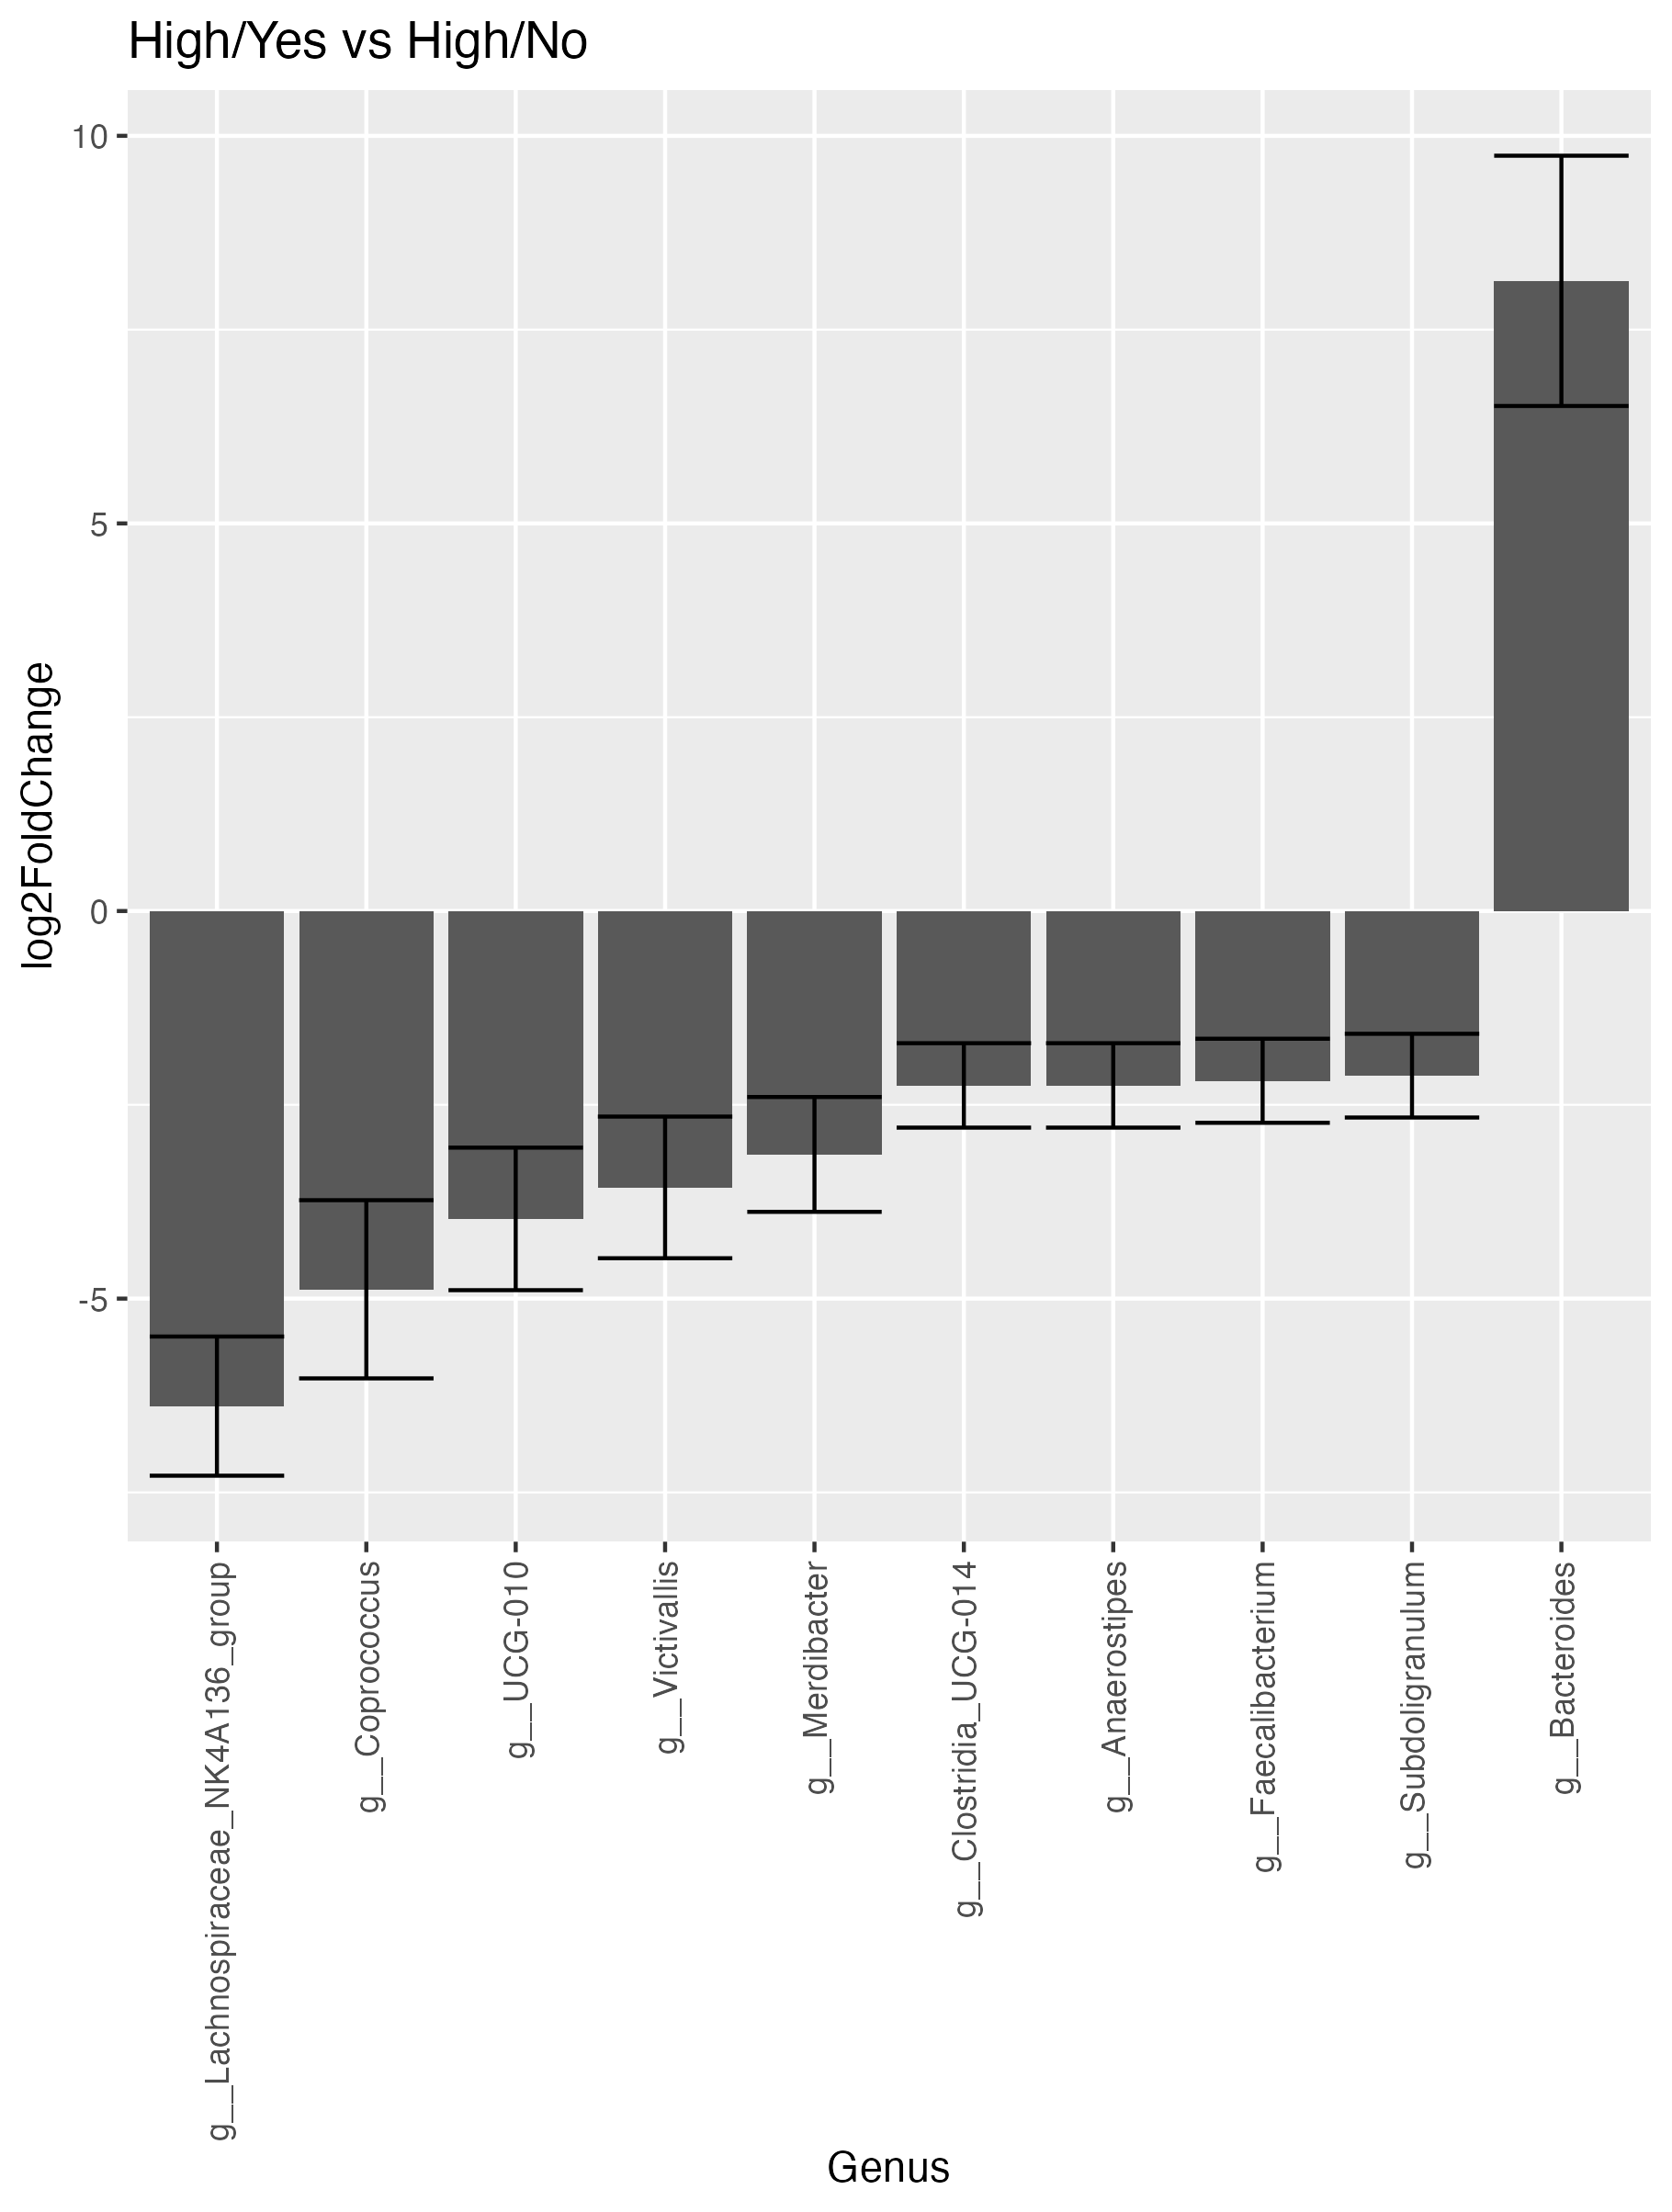 High/Yes vs High/No
10
5
0
-5
log2FoldChange
g__Lachnospiraceae_NK4A136_group
g__Coprococcus
g__UCG-010
g__Victivallis
g__Merdibacter
g__Clostridia_UCG-014
g__Anaerostipes
g__Faecalibacterium
g__Subdoligranulum
g__Bacteroides
Genus